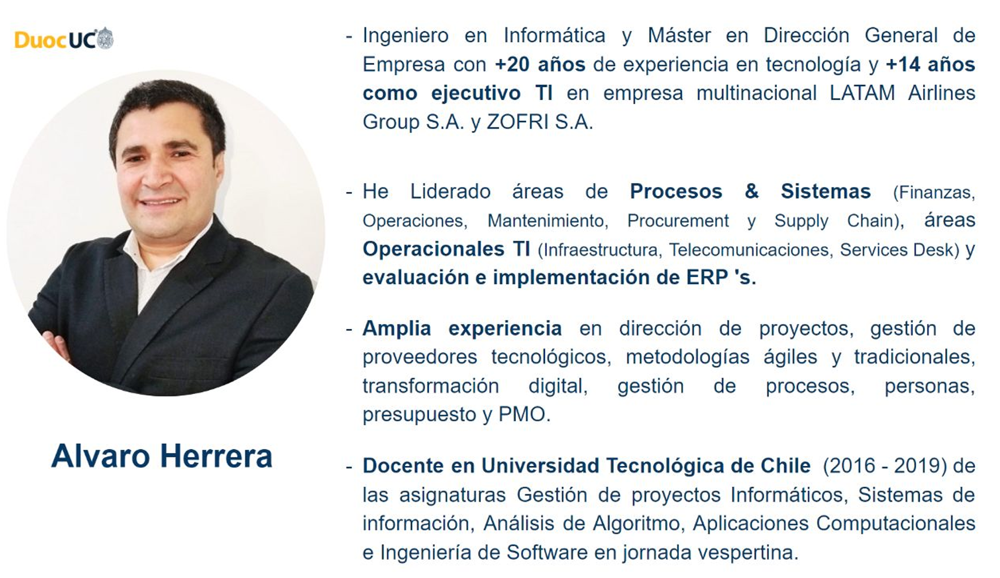 DuocUC®
Alvaro Herrera
- Ingeniero en Informática y Máster en Dirección General de
Empresa con +20 años de experiencia en tecnología y +14 años
como ejecutivo TI en empresa multinacional LATAM Airlines
Group S.A. y ZOFRI S.A.
- He Liderado áreas de Procesos & Sistemas (Finanzas,
Operaciones, Mantenimiento, Procurement y Supply Chain), áreas
Operacionales TI (Infraestructura, Telecomunicaciones, Services Desk) y
evaluación e implementación de ERP 's.
- Amplia experiencia en dirección de proyectos, gestión de
proveedores tecnológicos, metodologías ágiles y tradicionales,
transformación digital, gestión de procesos, personas,
presupuesto y PMO.
- Docente en Universidad Tecnológica de Chile (2016 - 2019) de
las asignaturas Gestión de proyectos Informáticos, Sistemas de
información, Análisis de Algoritmo, Aplicaciones Computacionales
e Ingeniería de Software en jornada vespertina.